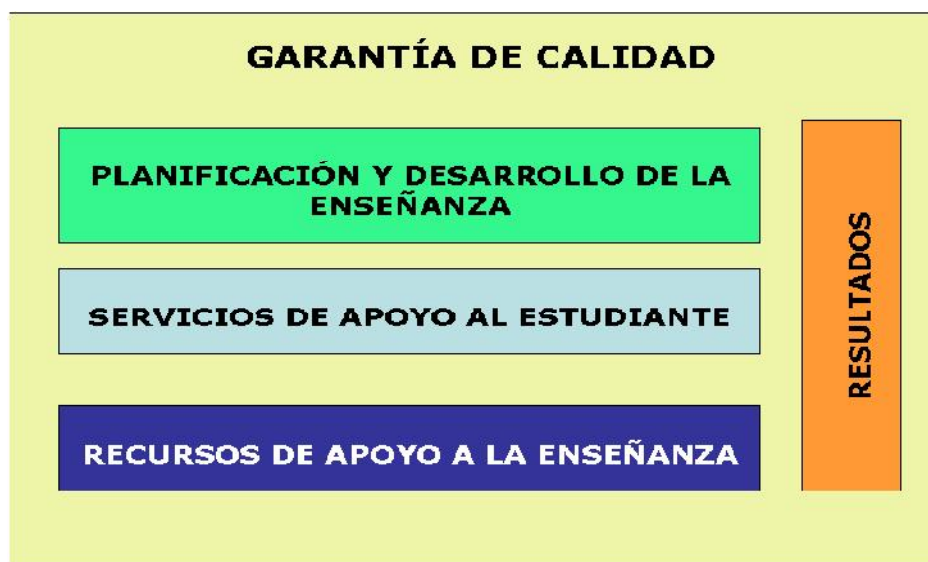 GARANTÍA DE CALIDAD
PLANIFICACIÓN Y DESARROLLO DE LA
ENSEÑANZA
SERVICIOS DE APOYO AL ESTUDIANTE
RECURSOS DE APOYO A LA ENSEÑANZA
RESULTADOS